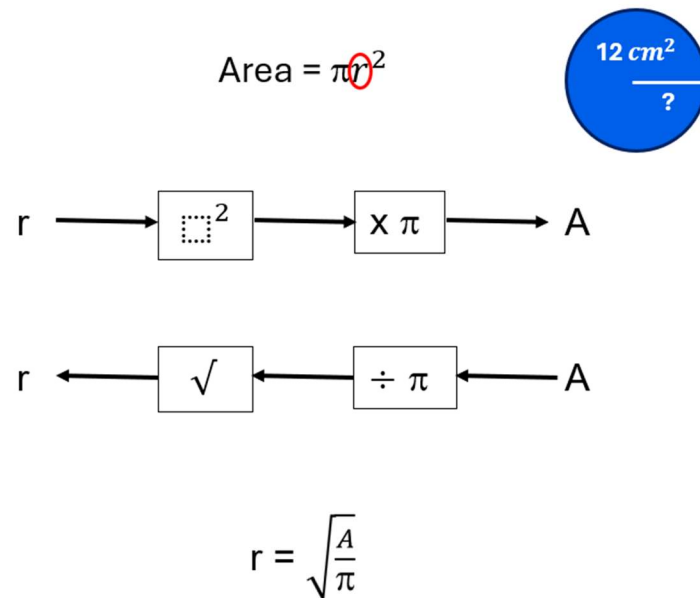 Area = πr²
12 cm²
?
r □² x π A
r √ ÷ π A
r = √(A/π)